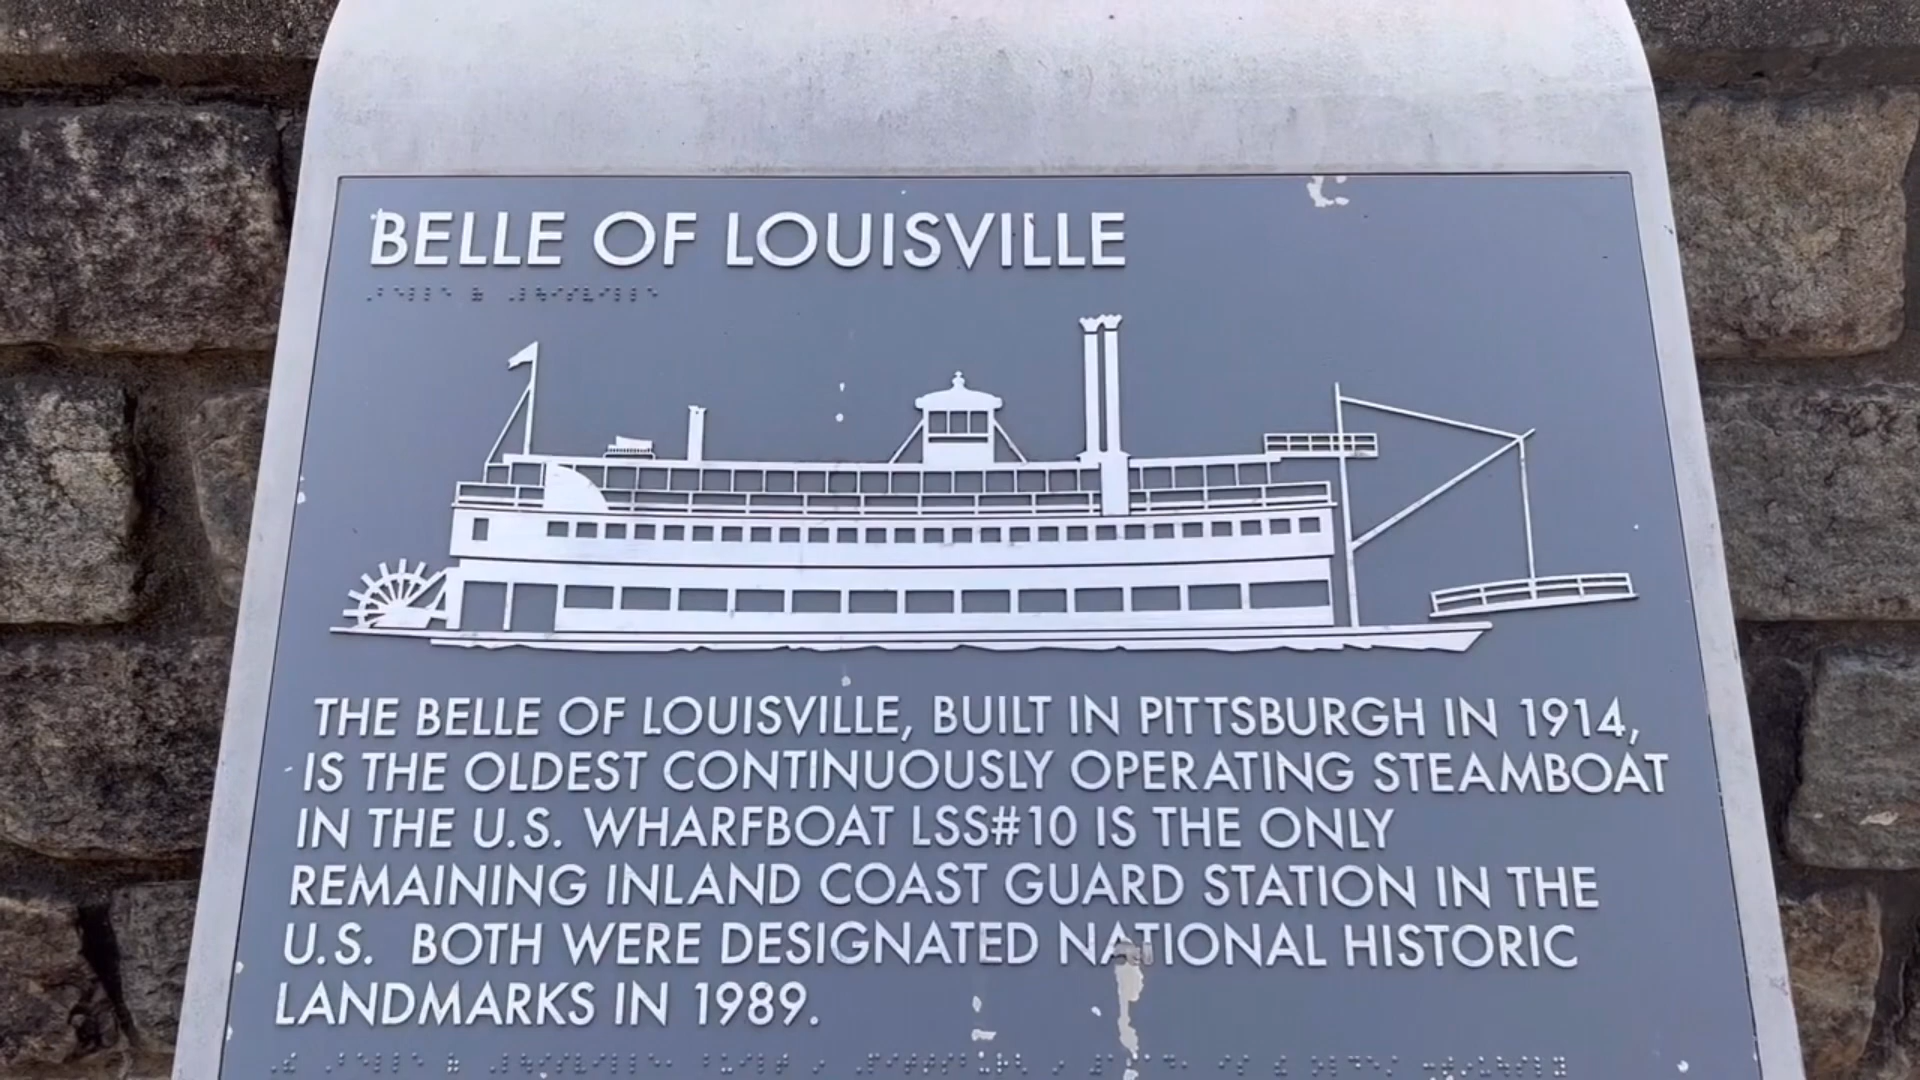 BELLE OF LOUISVILLE
THE BELLE OF LOUISVILLE, BUILT IN PITTSBURGH IN 1914,
IS THE OLDEST CONTINUOUSLY OPERATING STEAMBOAT
IN THE U.S. WHARFBOAT LSS#10 IS THE ONLY
REMAINING INLAND COAST GUARD STATION IN THE
U.S. BOTH WERE DESIGNATED NATIONAL HISTORIC
LANDMARKS IN 1989.